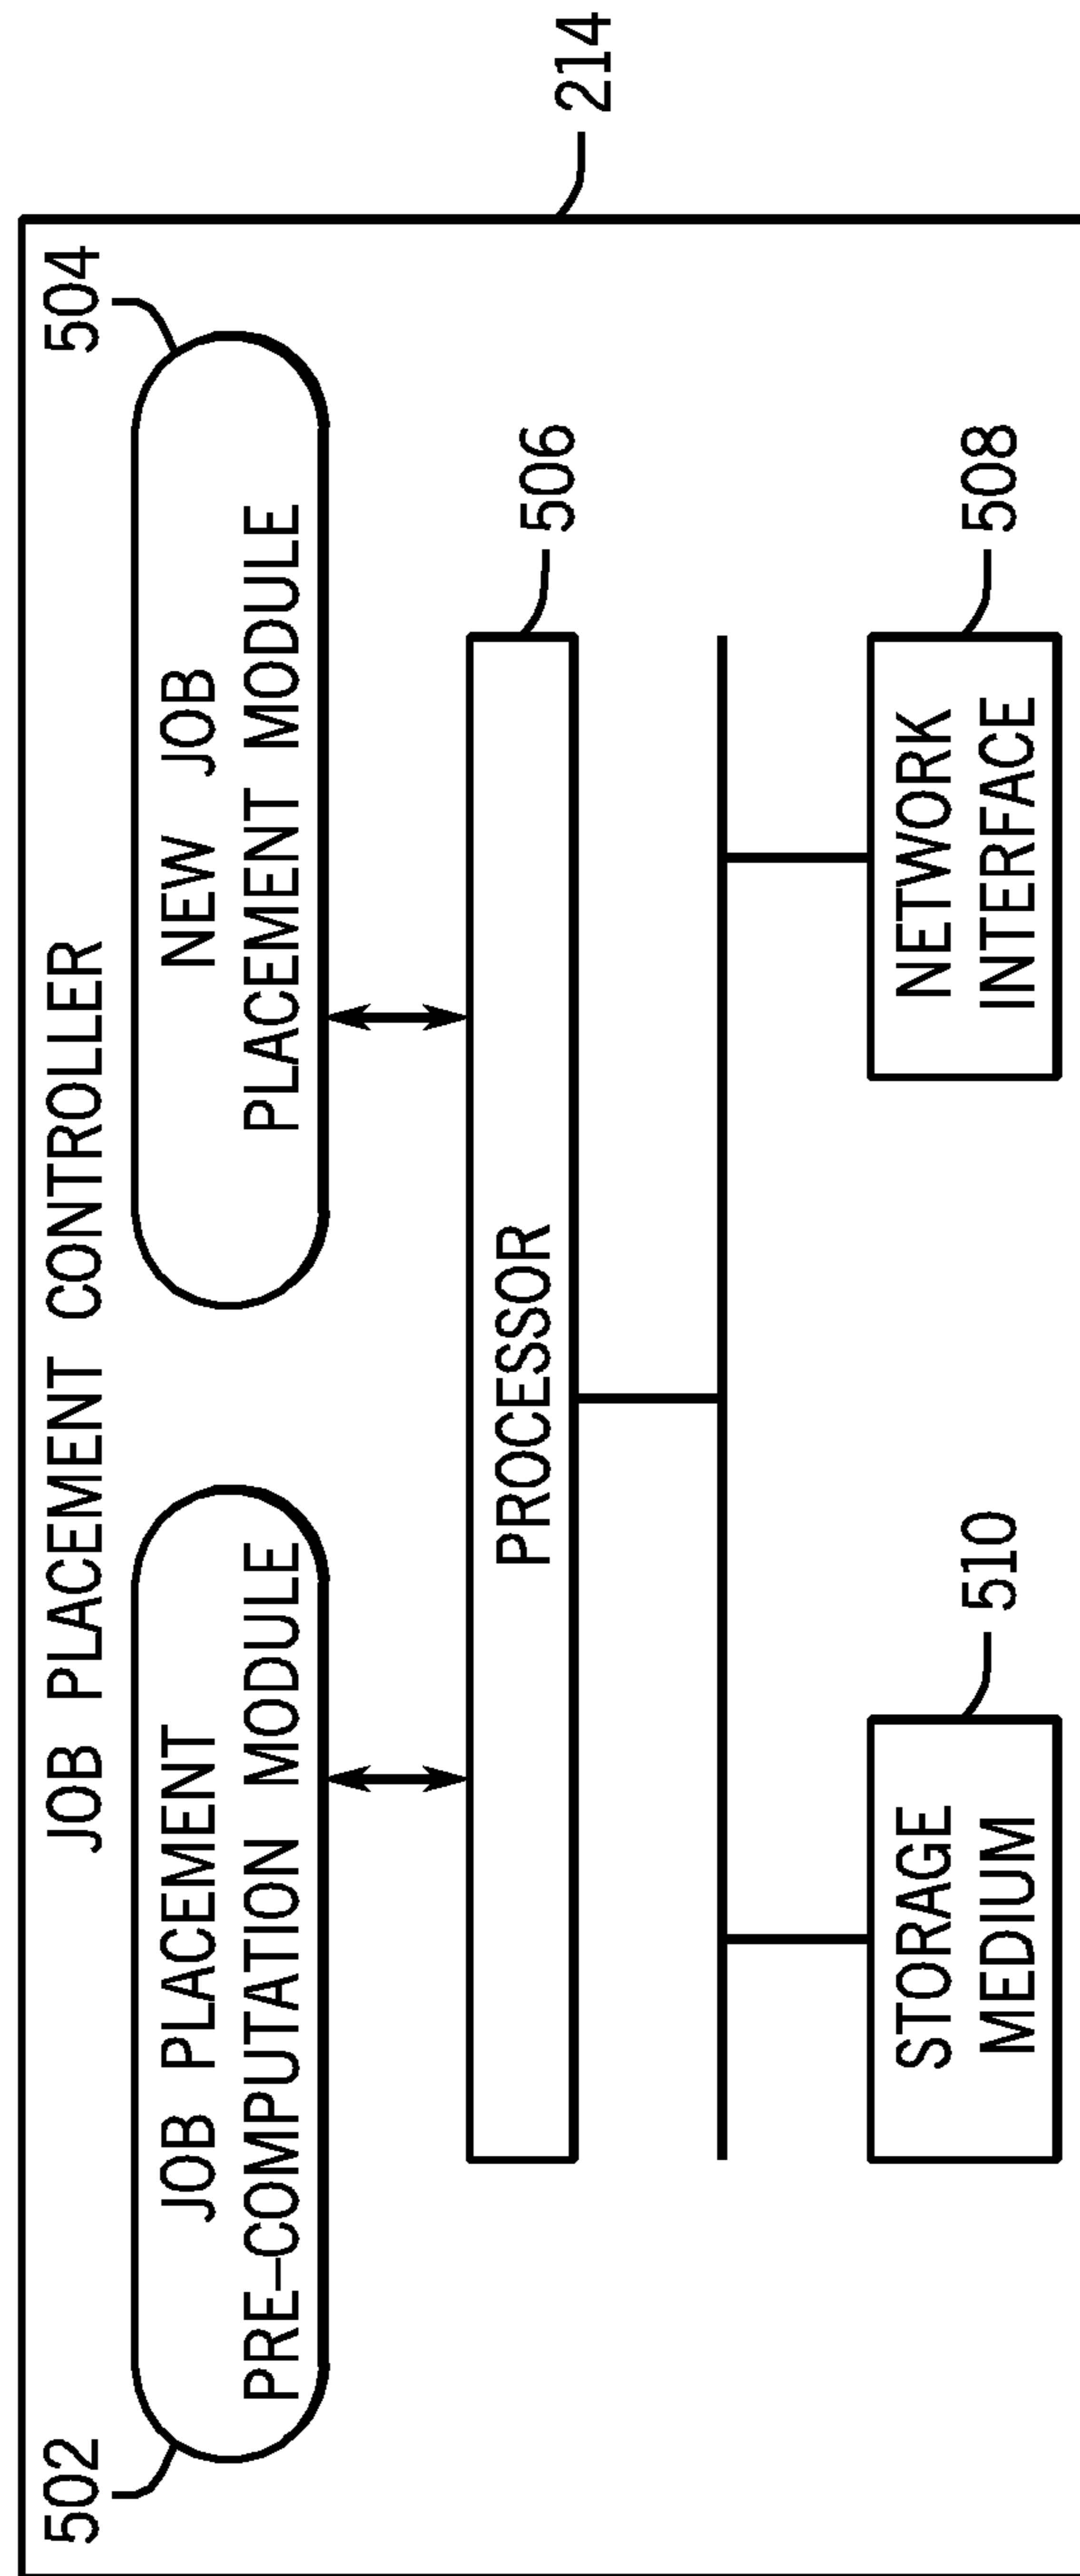 JOB PLACEMENT CONTROLLER
502
504
JOB PLACEMENT
PRE–COMPUTATION MODULE
NEW JOB
PLACEMENT MODULE
214
PROCESSOR
506
STORAGE
MEDIUM
510
NETWORK
INTERFACE
508